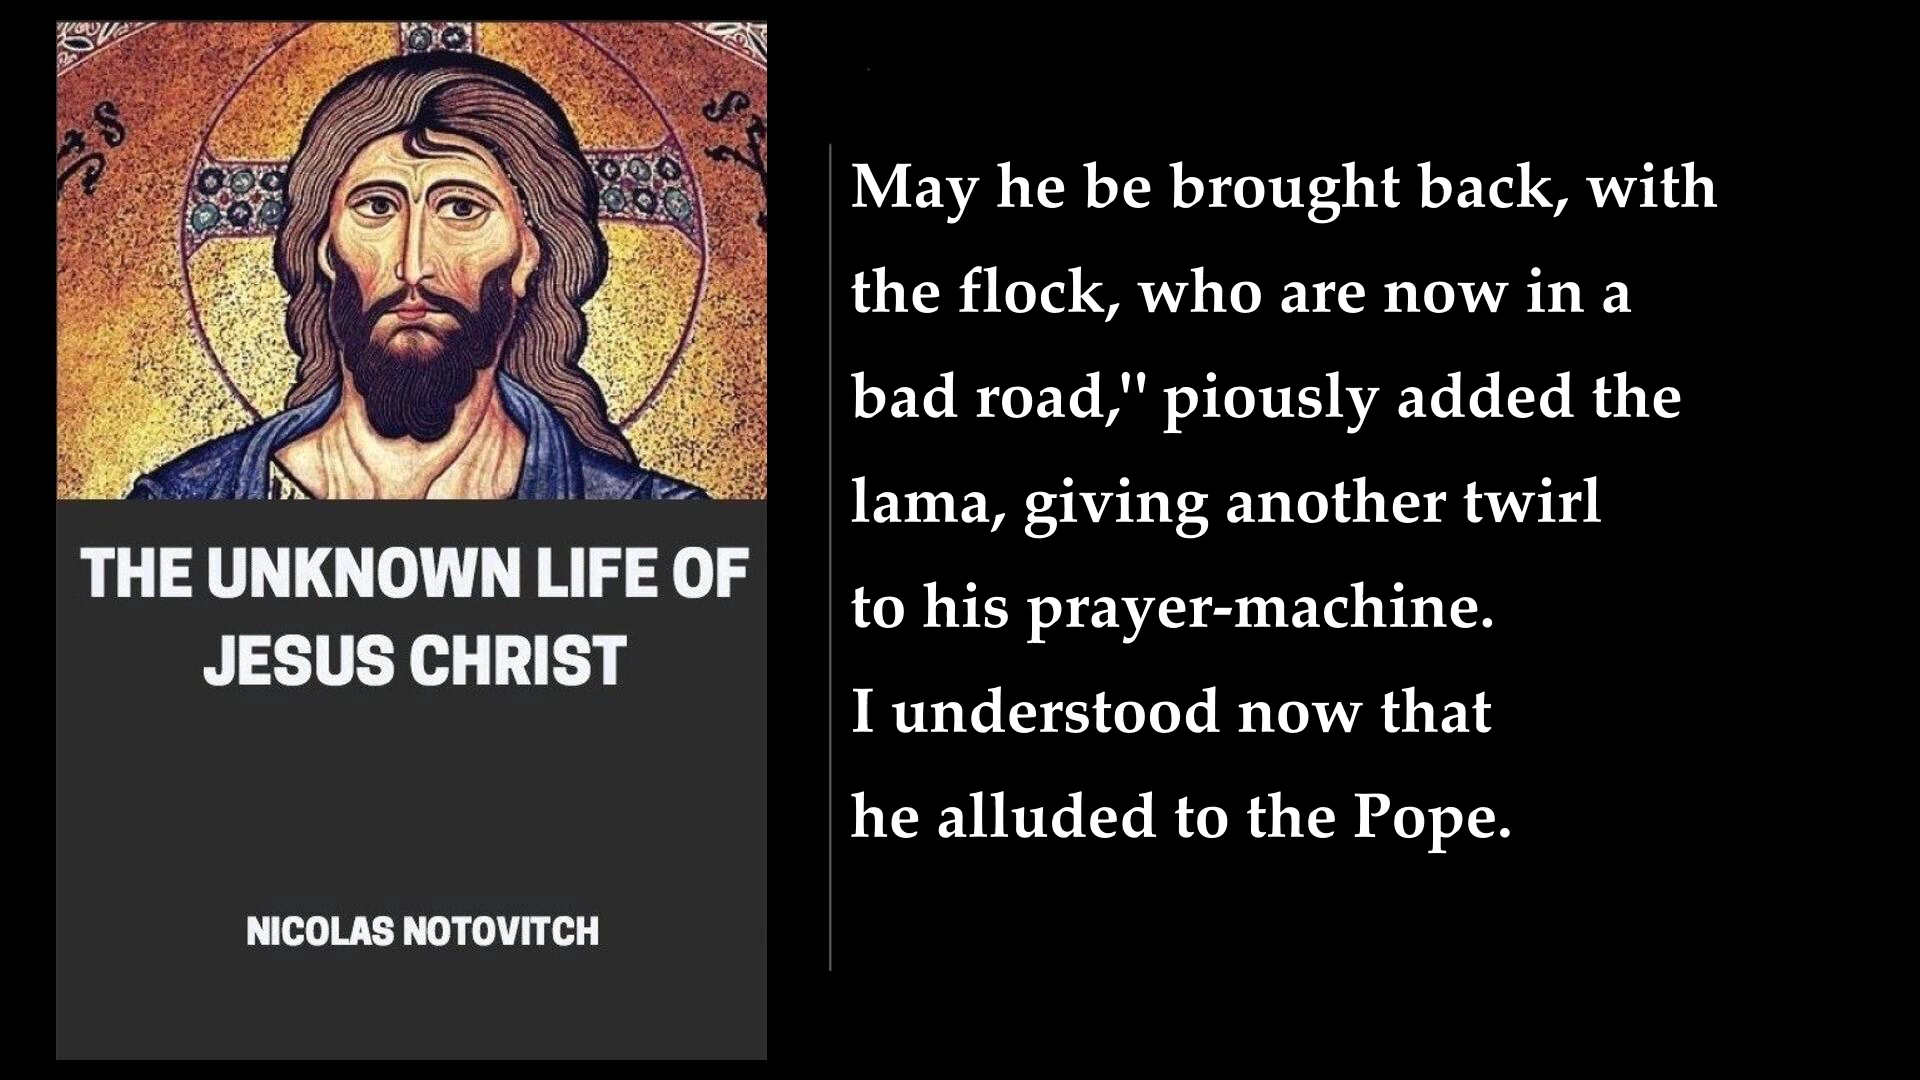 THE UNKNOWN LIFE OF
JESUS CHRIST
NICOLAS NOTOVITCH
May he be brought back, with
the flock, who are now in a
bad road," piously added the
lama, giving another twirl
to his prayer-machine.
I understood now that
he alluded to the Pope.